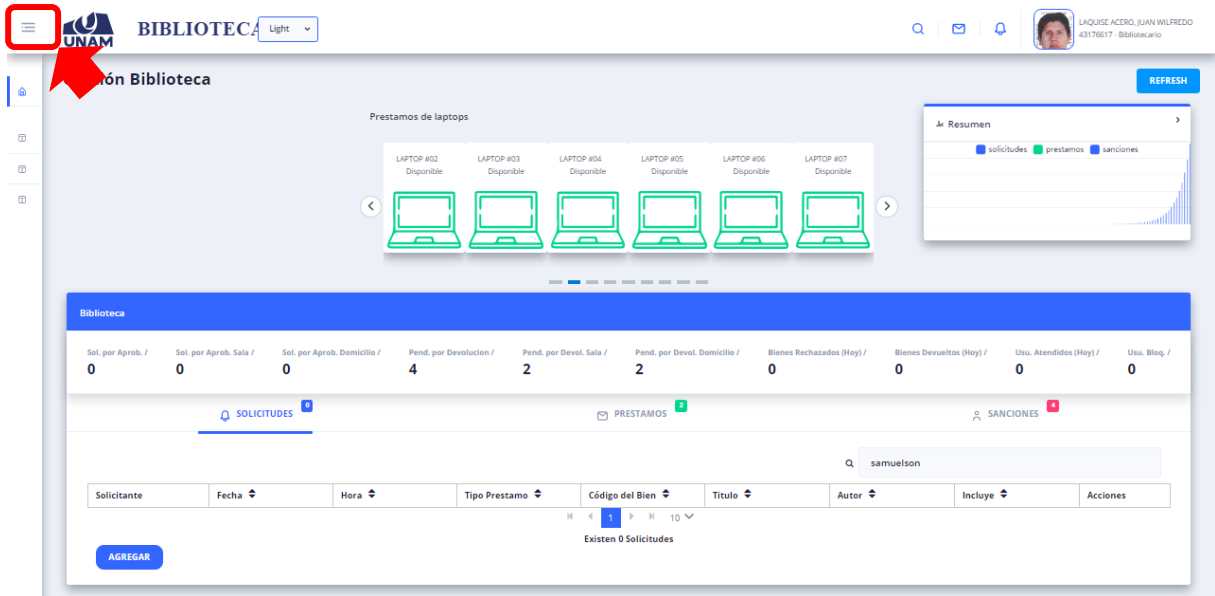 UNAM
BIBLIOTECA
Light
LAQUISE ACERO, JUAN WILFREDO
43176617 - Bibliotecario
ón Biblioteca
REFRESH
Prestamos de laptops
LAPTOP #02 LAPTOP #03 LAPTOP #04 LAPTOP #05 LAPTOP #06 LAPTOP #07
Disponible Disponible Disponible Disponible Disponible Disponible
Resumen
solicitudes prestamos sanciones
Biblioteca
Sol. por Aprob. / Sol. por Aprob. Sala / Sol. por Aprob. Domicilio / Pend. por Devolucion / Pend. por Devol. Sala / Pend. por Devol. Domicilio / Bienes Rechazados (Hoy) / Bienes Devueltos (Hoy) / Usu. Atendidos (Hoy) / Usu. Bloq. /
0 0 0 4 2 2 0 0 0 0
SOLICITUDES 0 PRESTAMOS 2 SANCIONES 4
samuelson
Solicitante Fecha Hora Tipo Prestamo Código del Bien Titulo Autor Incluye Acciones
1 10
Existen 0 Solicitudes
AGREGAR